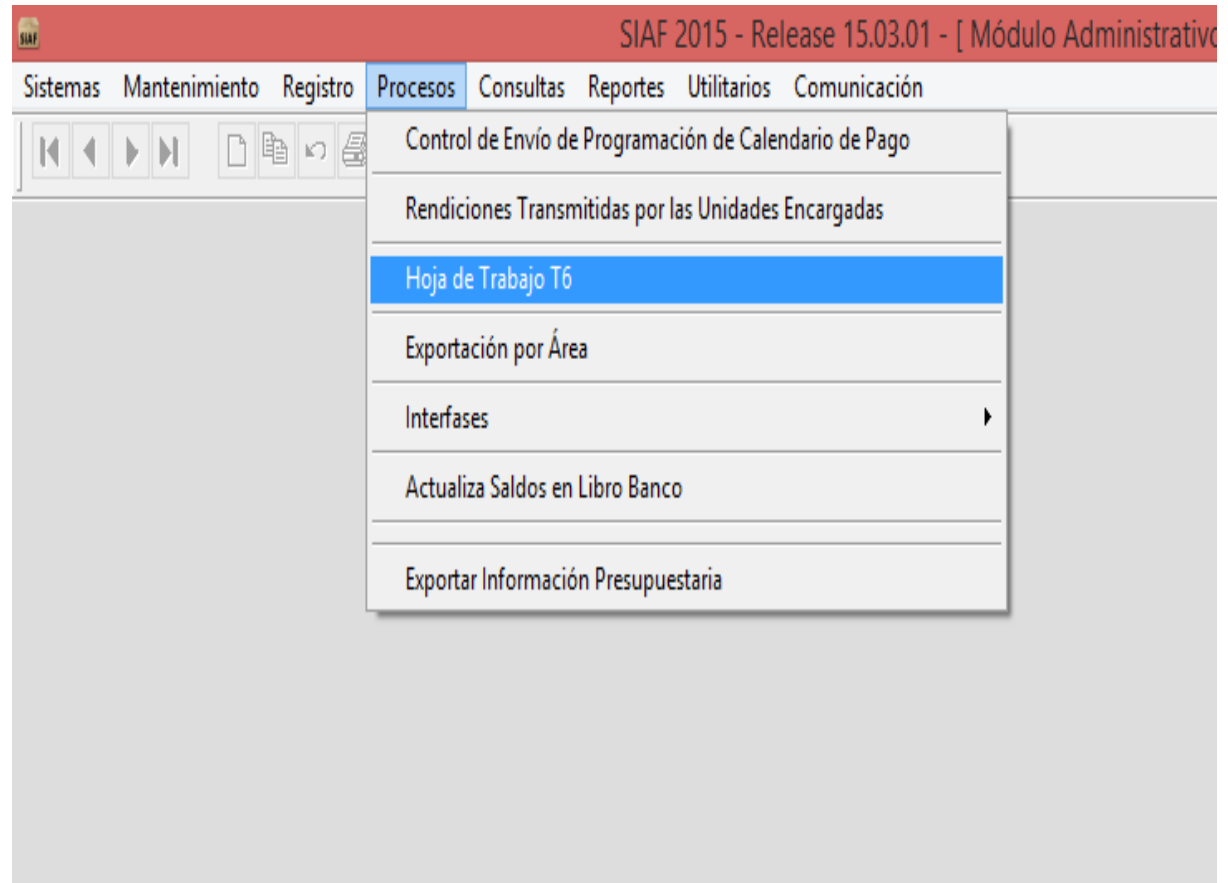 SIAF
SIAF 2015 - Release 15.03.01 - [ Módulo Administrativo
Sistemas Mantenimiento Registro Procesos Consultas Reportes Utilitarios Comunicación
Control de Envío de Programación de Calendario de Pago
Rendiciones Transmitidas por las Unidades Encargadas
Hoja de Trabajo T6
Exportación por Área
Interfases
Actualiza Saldos en Libro Banco
Exportar Información Presupuestaria